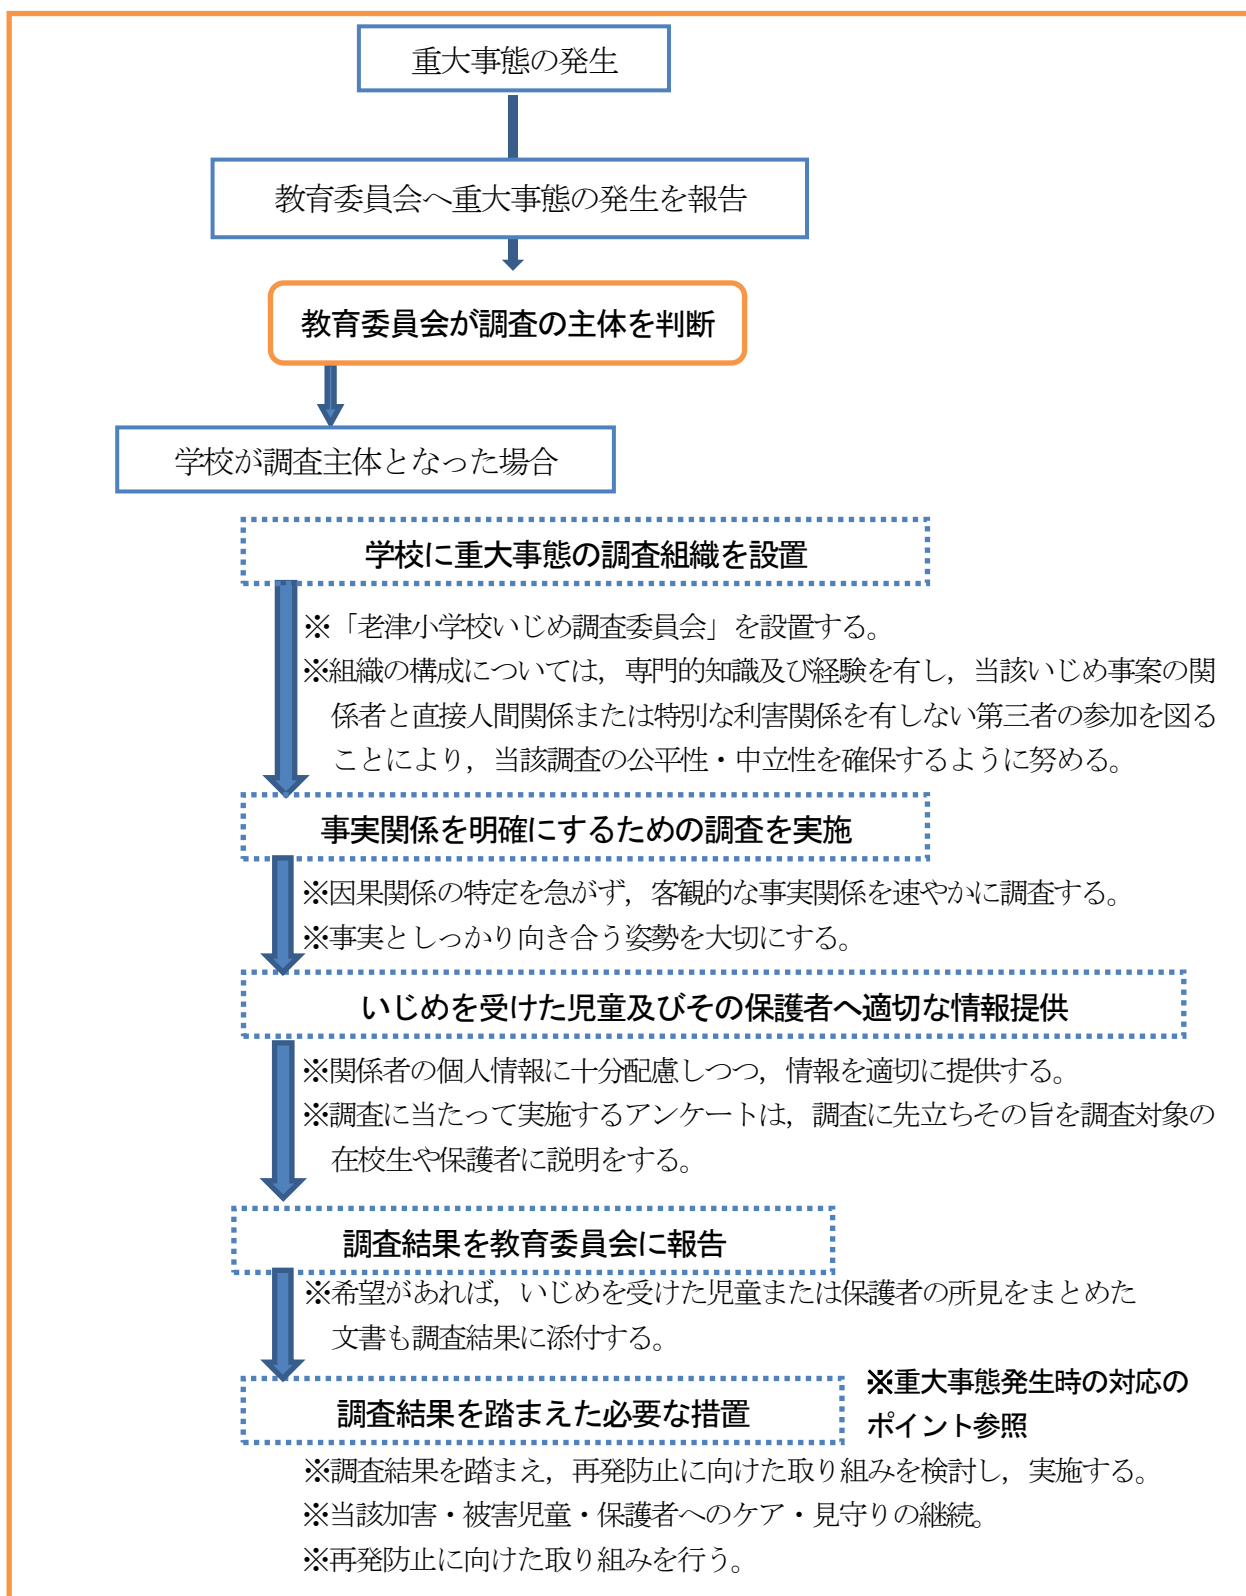 重大事態の発生
教育委員会へ重大事態の発生を報告
教育委員会が調査の主体を判断
学校が調査主体となった場合
学校に重大事態の調査組織を設置
※「老津小学校いじめ調査委員会」を設置する。
※組織の構成については，専門的知識及び経験を有し，当該いじめ事案の関
係者と直接人間関係または特別な利害関係を有しない第三者の参加を図る
ことにより，当該調査の公平性・中立性を確保するように努める。
事実関係を明確にするための調査を実施
※因果関係の特定を急がず，客観的な事実関係を速やかに調査する。
※事実としっかり向き合う姿勢を大切にする。
いじめを受けた児童及びその保護者へ適切な情報提供
※関係者の個人情報に十分配慮しつつ，情報を適切に提供する。
※調査に当たって実施するアンケートは，調査に先立ちその旨を調査対象の
在校生や保護者に説明をする。
調査結果を教育委員会に報告
※希望があれば，いじめを受けた児童または保護者の所見をまとめた
文書も調査結果に添付する。
調査結果を踏まえた必要な措置
※重大事態発生時の対応の
ポイント参照
※調査結果を踏まえ，再発防止に向けた取り組みを検討し，実施する。
※当該加害・被害児童・保護者へのケア・見守りの継続。
※再発防止に向けた取り組みを行う。